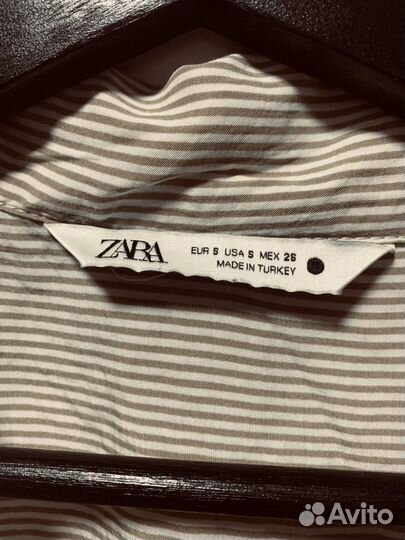 ZARA
EUR S USA S MEX 26
MADE IN TURKEY
Avito